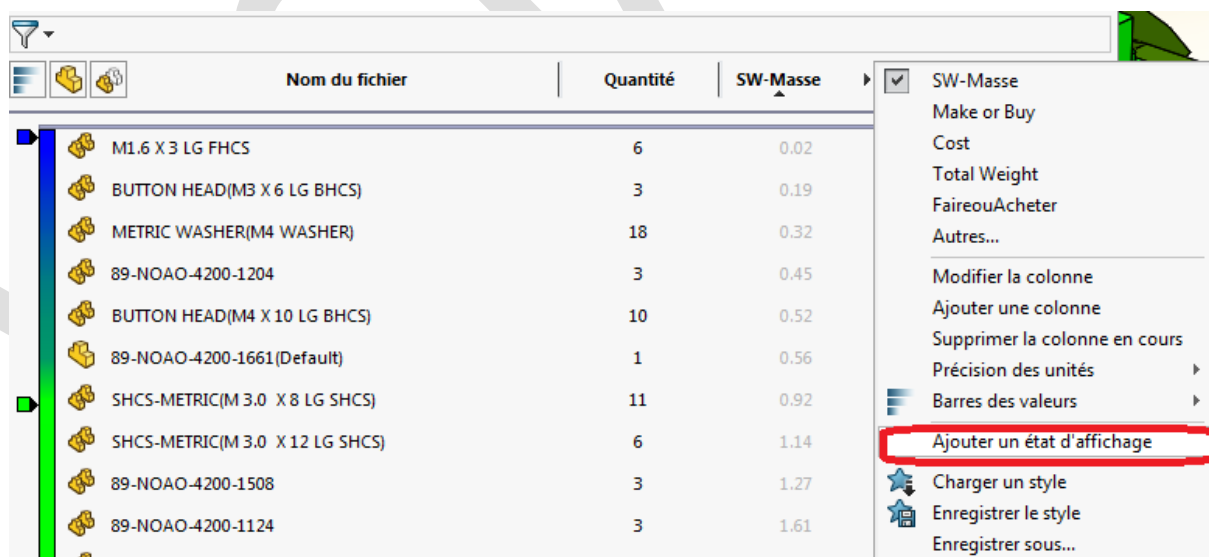 Nom du fichier Quantité SW-Masse
M1.6 X 3 LG FHCS 6 0.02
BUTTON HEAD(M3 X 6 LG BHCS) 3 0.19
METRIC WASHER(M4 WASHER) 18 0.32
89-NOAO-4200-1204 3 0.45
BUTTON HEAD(M4 X 10 LG BHCS) 10 0.52
89-NOAO-4200-1661(Default) 1 0.56
SHCS-METRIC(M 3.0 X 8 LG SHCS) 11 0.92
SHCS-METRIC(M 3.0 X 12 LG SHCS) 6 1.14
89-NOAO-4200-1508 3 1.27
89-NOAO-4200-1124 3 1.61
SW-Masse
Make or Buy
Cost
Total Weight
FaireouAcheter
Autres...
Modifier la colonne
Ajouter une colonne
Supprimer la colonne en cours
Précision des unités
Barres des valeurs
Ajouter un état d'affichage
Charger un style
Enregistrer le style
Enregistrer sous...